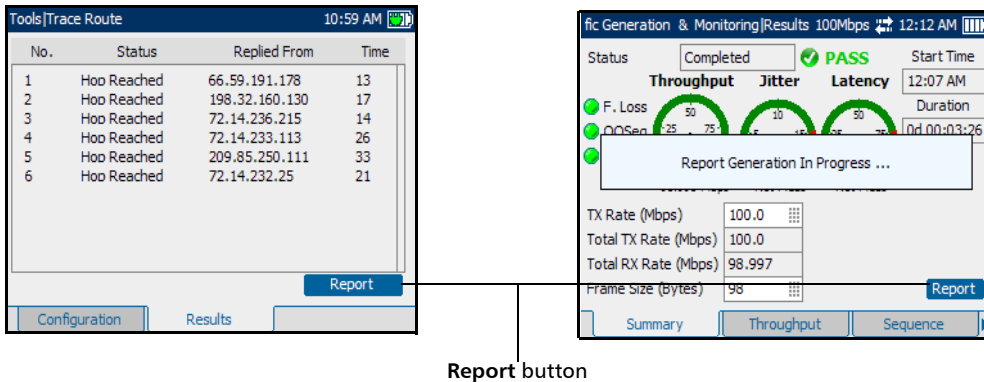 Tools|Trace Route 10:59 AM
No. Status Replied From Time
1 Hop Reached 66.59.191.178 13
2 Hop Reached 198.32.160.130 17
3 Hop Reached 72.14.236.215 14
4 Hop Reached 72.14.233.113 26
5 Hop Reached 209.85.250.111 33
6 Hop Reached 72.14.232.25 21
Report
Configuration Results
fic Generation & Monitoring|Results 100Mbps 12:12 AM
Status Completed PASS Start Time
Throughput Jitter Latency 12:07 AM
F. Loss 50 10 50 Duration
OOSeq 25 75 0d 00:03:26
Report Generation In Progress ...
TX Rate (Mbps) 100.0
Total TX Rate (Mbps) 100.0
Total RX Rate (Mbps) 98.997
Frame Size (Bytes) 98 Report
Summary Throughput Sequence
Report button